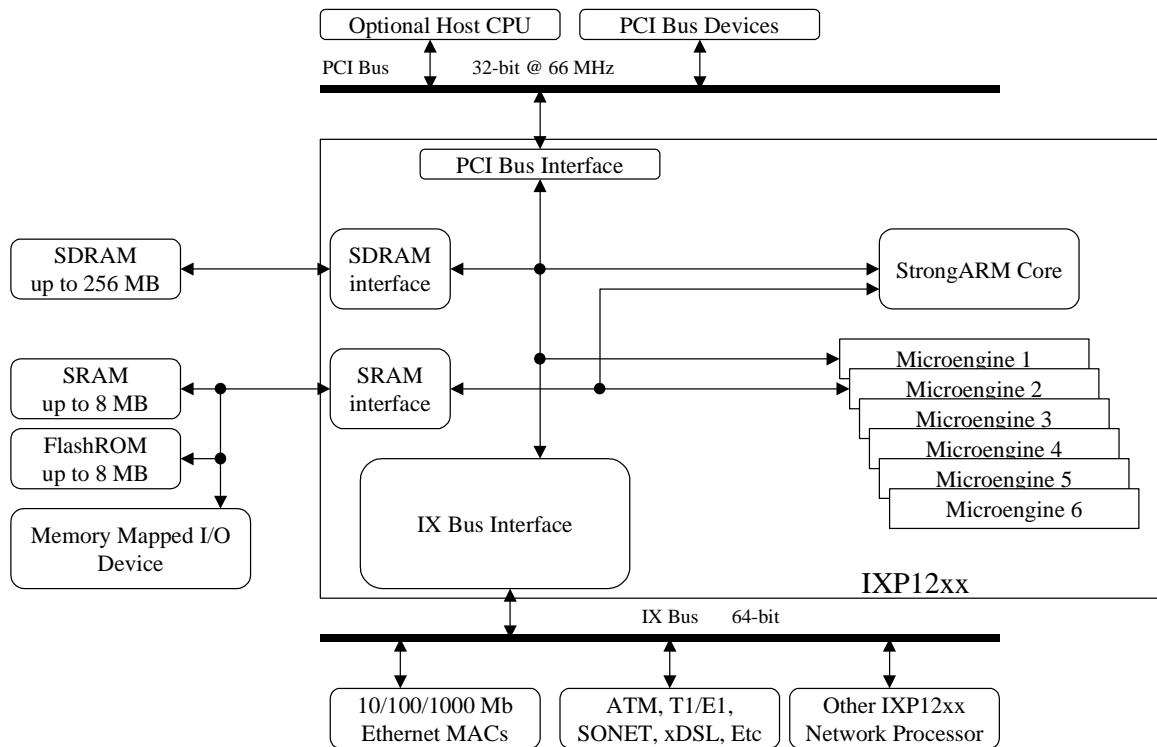 Optional Host CPU
PCI Bus Devices
PCI Bus 32-bit @ 66 MHz
PCI Bus Interface
SDRAM
up to 256 MB
SDRAM
interface
StrongARM Core
SRAM
up to 8 MB
SRAM
interface
Microengine 1
Microengine 2
Microengine 3
Microengine 4
Microengine 5
Microengine 6
FlashROM
up to 8 MB
Memory Mapped I/O
Device
IX Bus Interface
IXP12xx
IX Bus 64-bit
10/100/1000 Mb
Ethernet MACs
ATM, T1/E1,
SONET, xDSL, Etc
Other IXP12xx
Network Processor